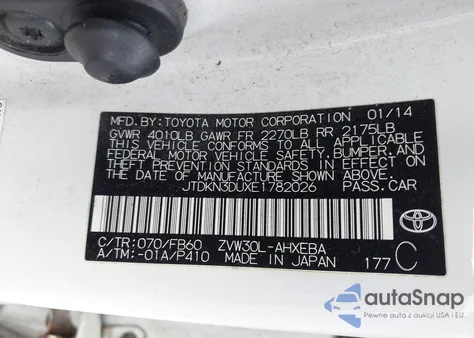 MFD.BY:TOYOTA MOTOR CORPORATION 01/14
GVWR 4010LB GAWR FR 2270LB RR 2175LB
THIS VEHICLE CONFORMS TO ALL APPLICABLE
FEDERAL MOTOR VEHICLE SAFETY, BUMPER, AND
THEFT PREVENTION STANDARDS IN EFFECT ON
THE DATE OF MANUFACTURE SHOWN ABOVE.
JTDKN3DUXE1782026 PASS.CAR
C/TR:070/FB60 ZVW30L-AHXEBA
A/TM:-01A/P410 MADE IN JAPAN 177 C
TOYOTA
autoSnap
Pewne auta z aukcji USA i EU